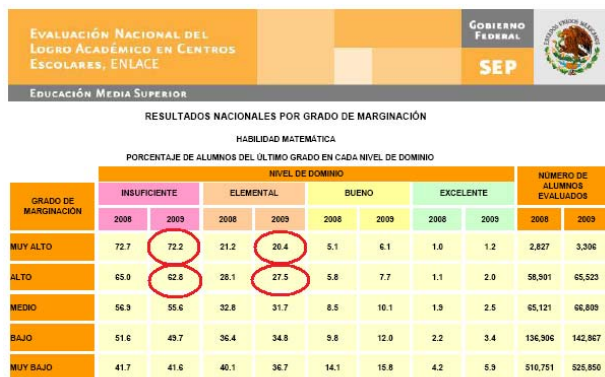 EVALUACIÓN NACIONAL DEL
LOGRO ACADÉMICO EN CENTROS
ESCOLARES, ENLACE
GOBIERNO
FEDERAL
SEP
ESTADOS UNIDOS MEXICANOS
EDUCACIÓN MEDIA SUPERIOR
RESULTADOS NACIONALES POR GRADO DE MARGINACIÓN
HABILIDAD MATEMÁTICA
PORCENTAJE DE ALUMNOS DEL ÚLTIMO GRADO EN CADA NIVEL DE DOMINIO
GRADO DE MARGINACIÓN NIVEL DE DOMINIO NÚMERO DE ALUMNOS EVALUADOS
INSUFICIENTE ELEMENTAL BUENO EXCELENTE
2008 2009 2008 2009 2008 2009 2008 2009 2008 2009
MUY ALTO 72.7 72.2 21.2 20.4 5.1 6.1 1.0 1.2 2,827 3,306
ALTO 65.0 62.8 28.1 27.5 5.8 7.7 1.1 2.0 58,901 65,523
MEDIO 56.9 55.6 32.8 31.7 8.5 10.1 1.9 2.5 65,121 66,809
BAJO 51.6 49.7 36.4 34.8 9.8 12.0 2.2 3.4 136,906 142,867
MUY BAJO 41.7 41.6 40.1 36.7 14.1 15.8 4.2 5.9 510,751 525,850